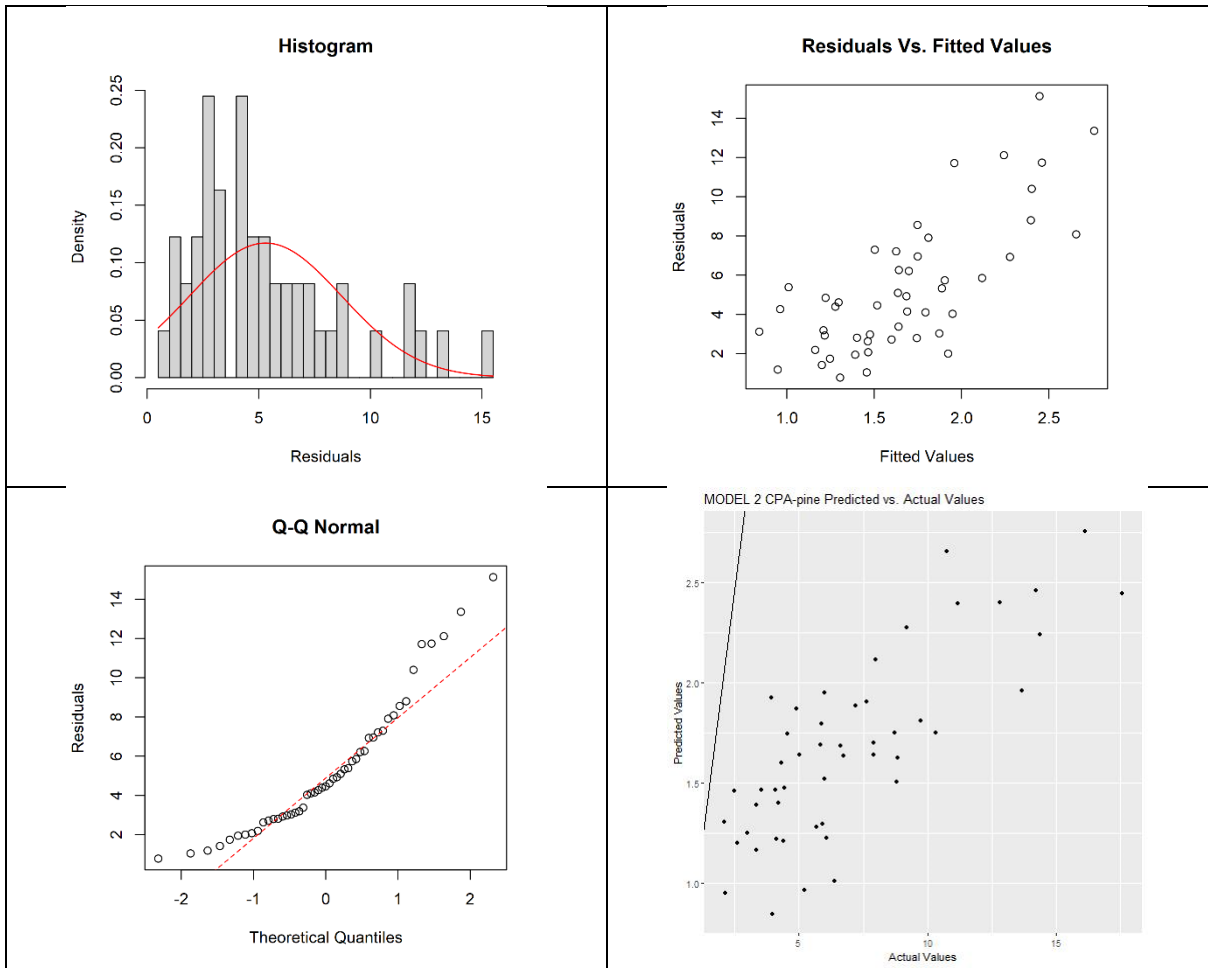 Histogram
0.25
0.20
0.15
0.10
0.05
0.00
Density
0 5 10 15
Residuals
Residuals Vs. Fitted Values
14
12
10
8
6
4
2
Residuals
1.0 1.5 2.0 2.5
Fitted Values
Q-Q Normal
14
12
10
8
6
4
2
Residuals
-2 -1 0 1 2
Theoretical Quantiles
MODEL 2 CPA-pine Predicted vs. Actual Values
2.5
2.0
1.5
1.0
Predicted Values
5 10 15
Actual Values